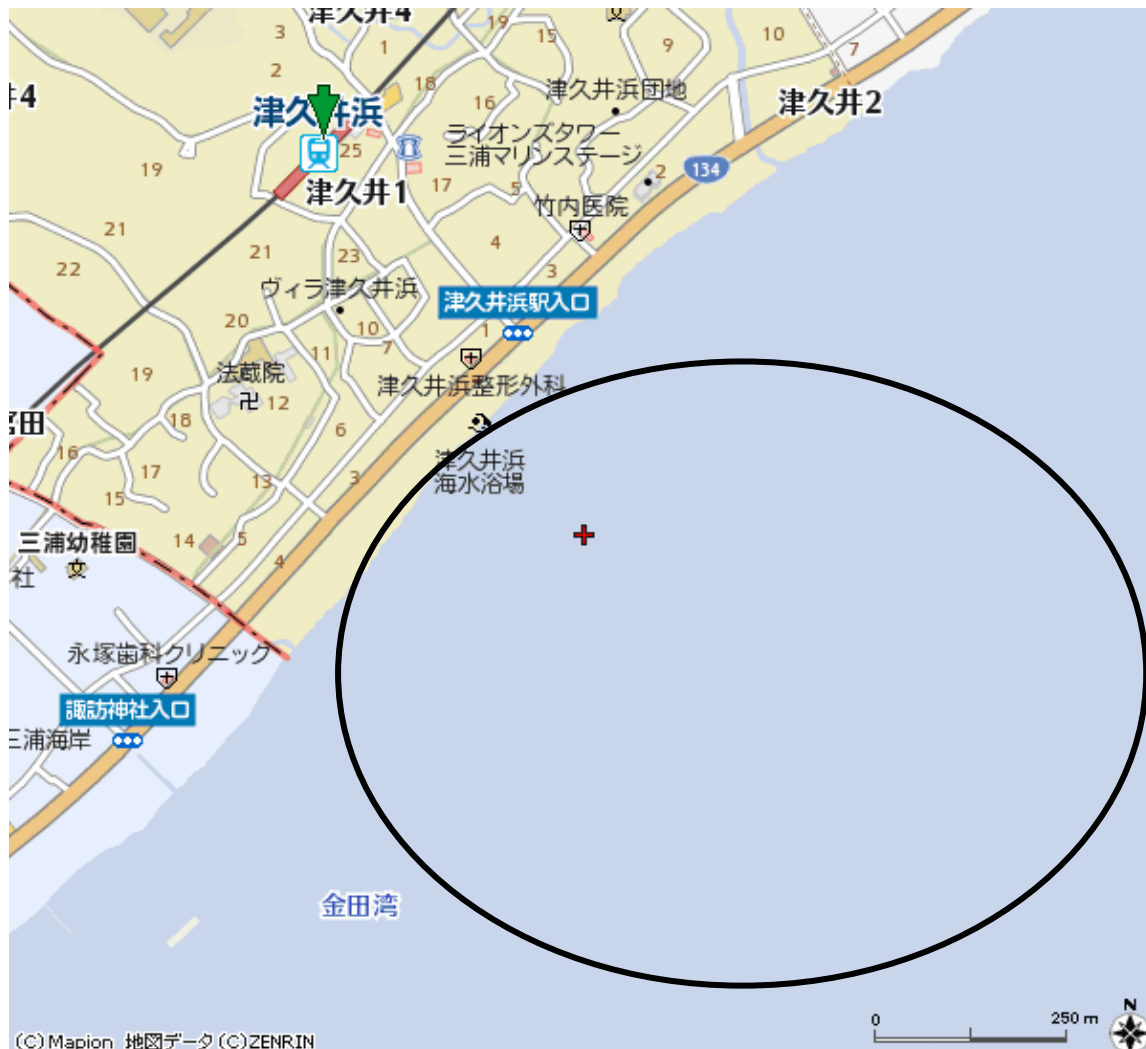 津久井4
3
1
19
15
9
10
7
2
井4
津久井浜
18
16
津久井浜団地
津久井2
ライオンズタワー
三浦マリンステージ
25
19
134
2
津久井1
17
5
竹内医院
21
21
23
4
22
3
ヴィラ津久井浜
津久井浜駅入口
20
10
1
11
7
19
法蔵院
津久井浜整形外科
12
18
6
16
17
津久井浜
海水浴場
3
13
15
三浦幼稚園
14
5
4
社
永塚歯科クリニック
諏訪神社入口
三浦海岸
金田湾
0
250 m
N
(C)Mapion 地図データ(C)ZENRIN